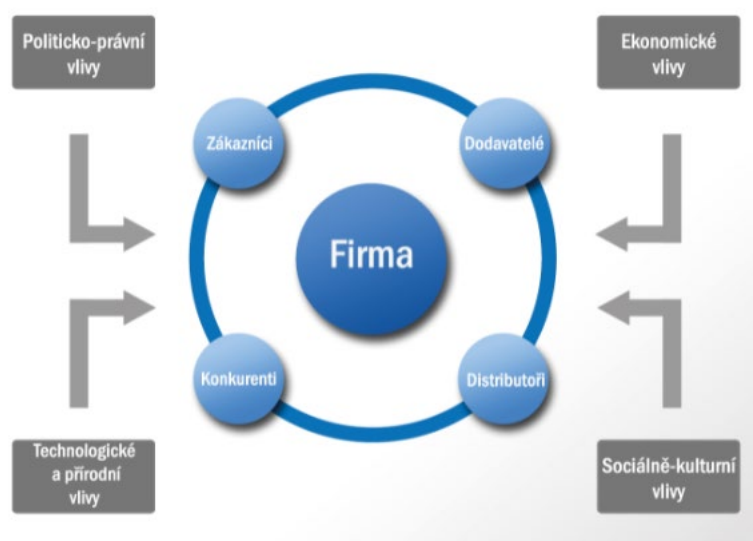 Politicko-právní
vlivy
Ekonomické
vlivy
Zákazníci
Dodavatelé
Firma
Konkurenti
Distributoři
Technologické
a přírodní
vlivy
Sociálně-kulturní
vlivy